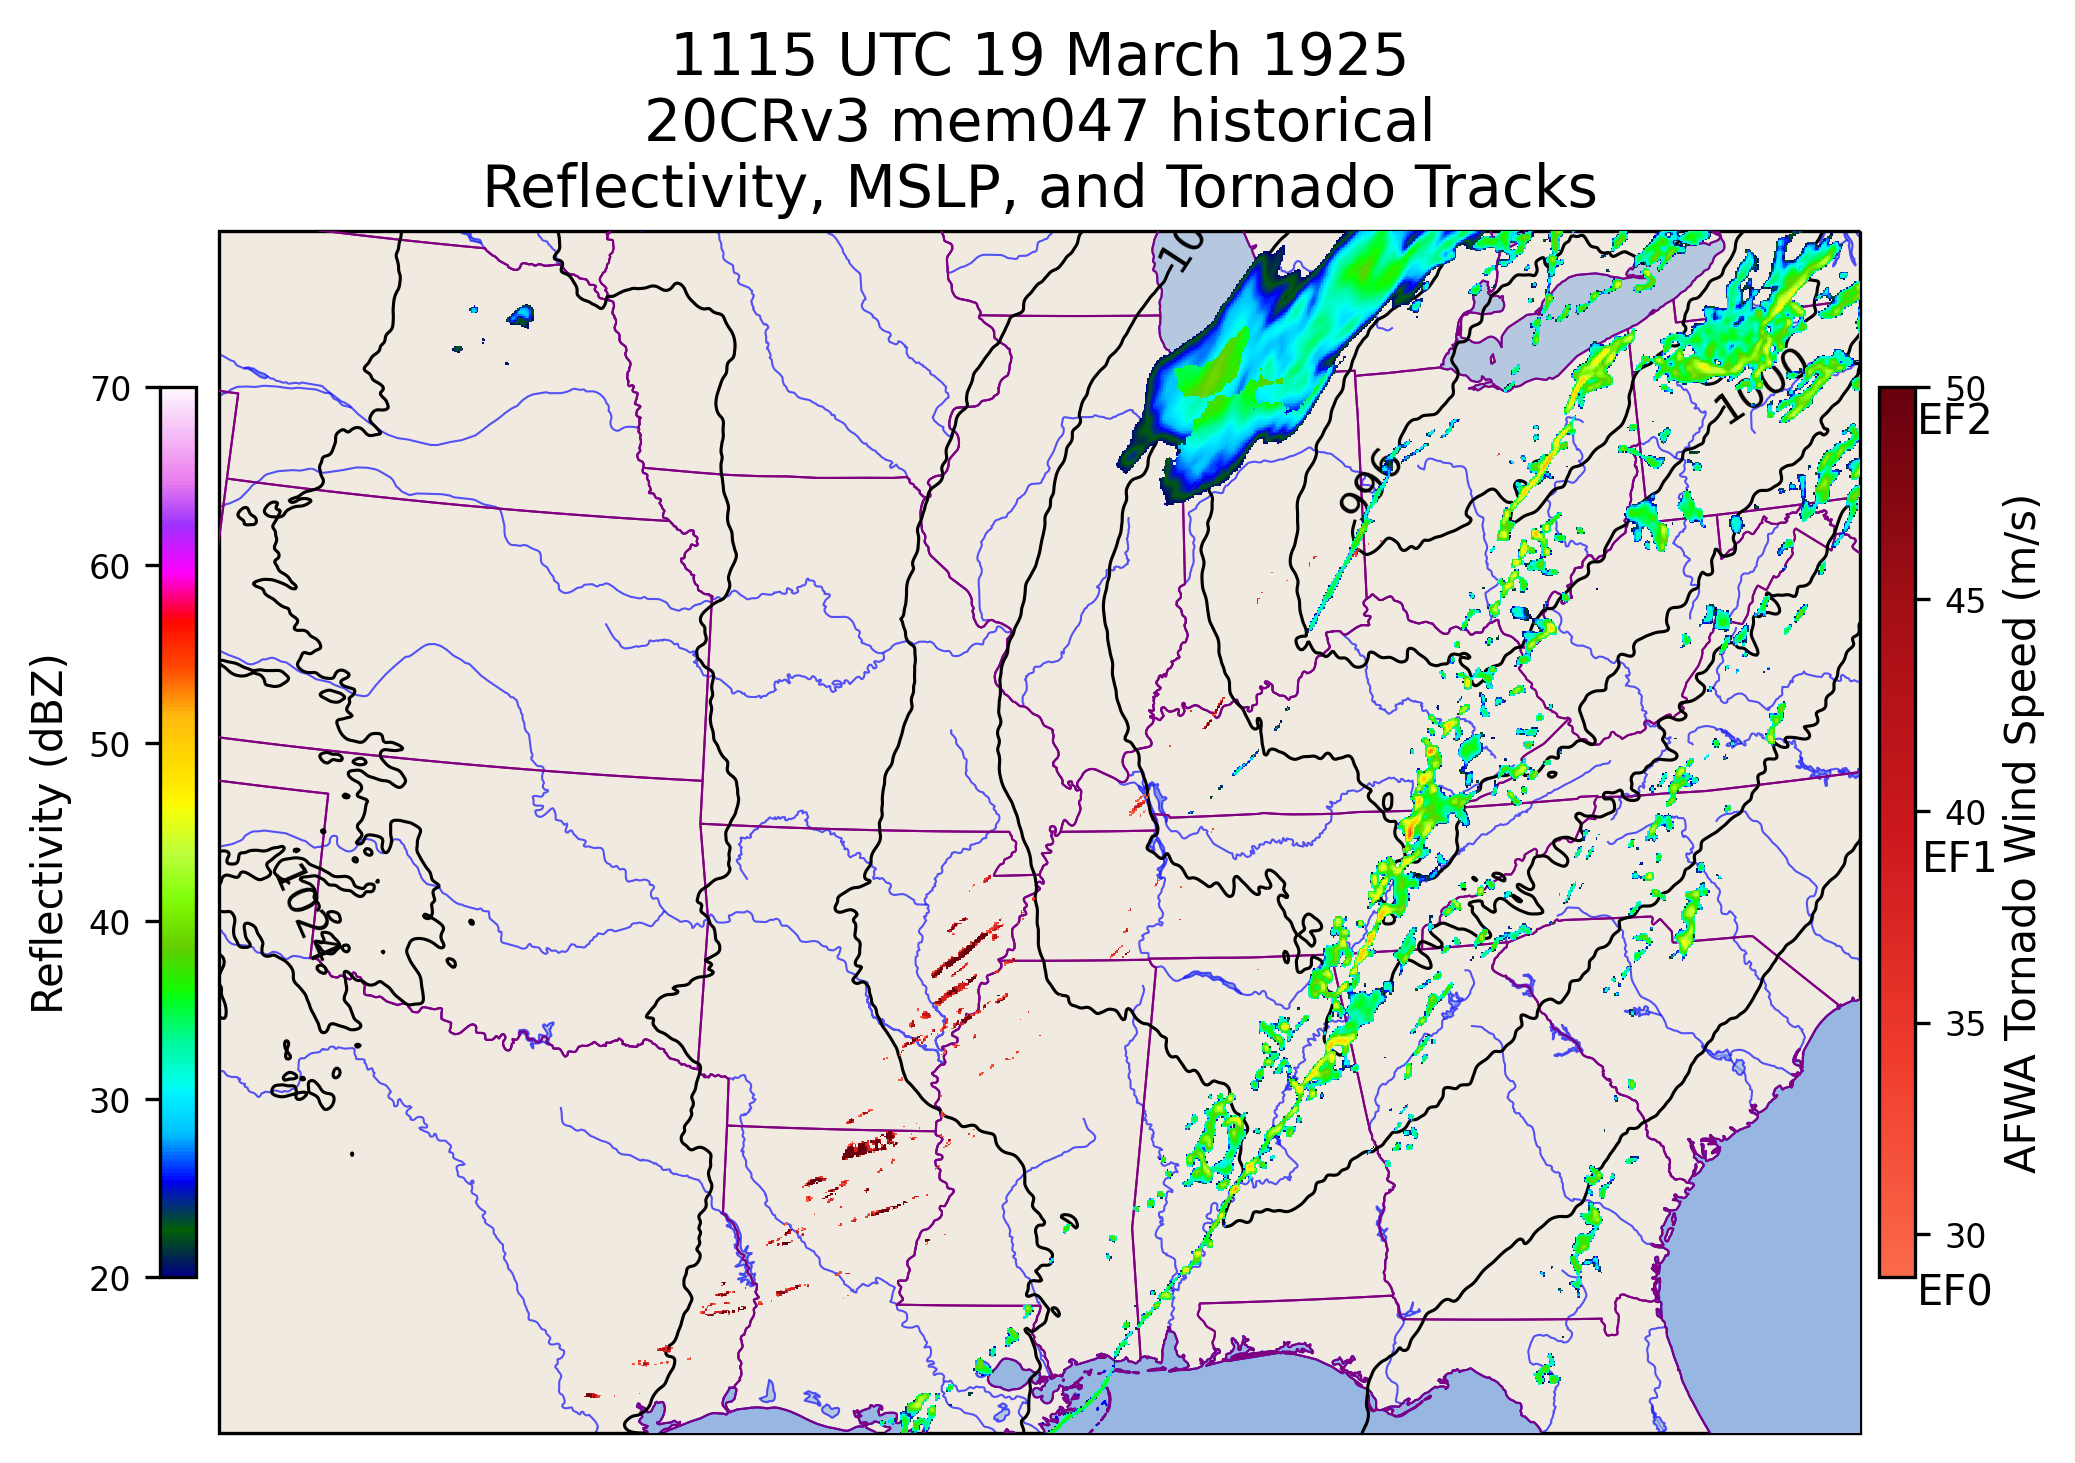 1115 UTC 19 March 1925
20CRv3 mem047 historical
Reflectivity, MSLP, and Tornado Tracks
70
60
50
40
30
20
Reflectivity (dBZ)
1000
996
1024
50
EF2
45
40
EF1
35
30
EF0
AFWA Tornado Wind Speed (m/s)